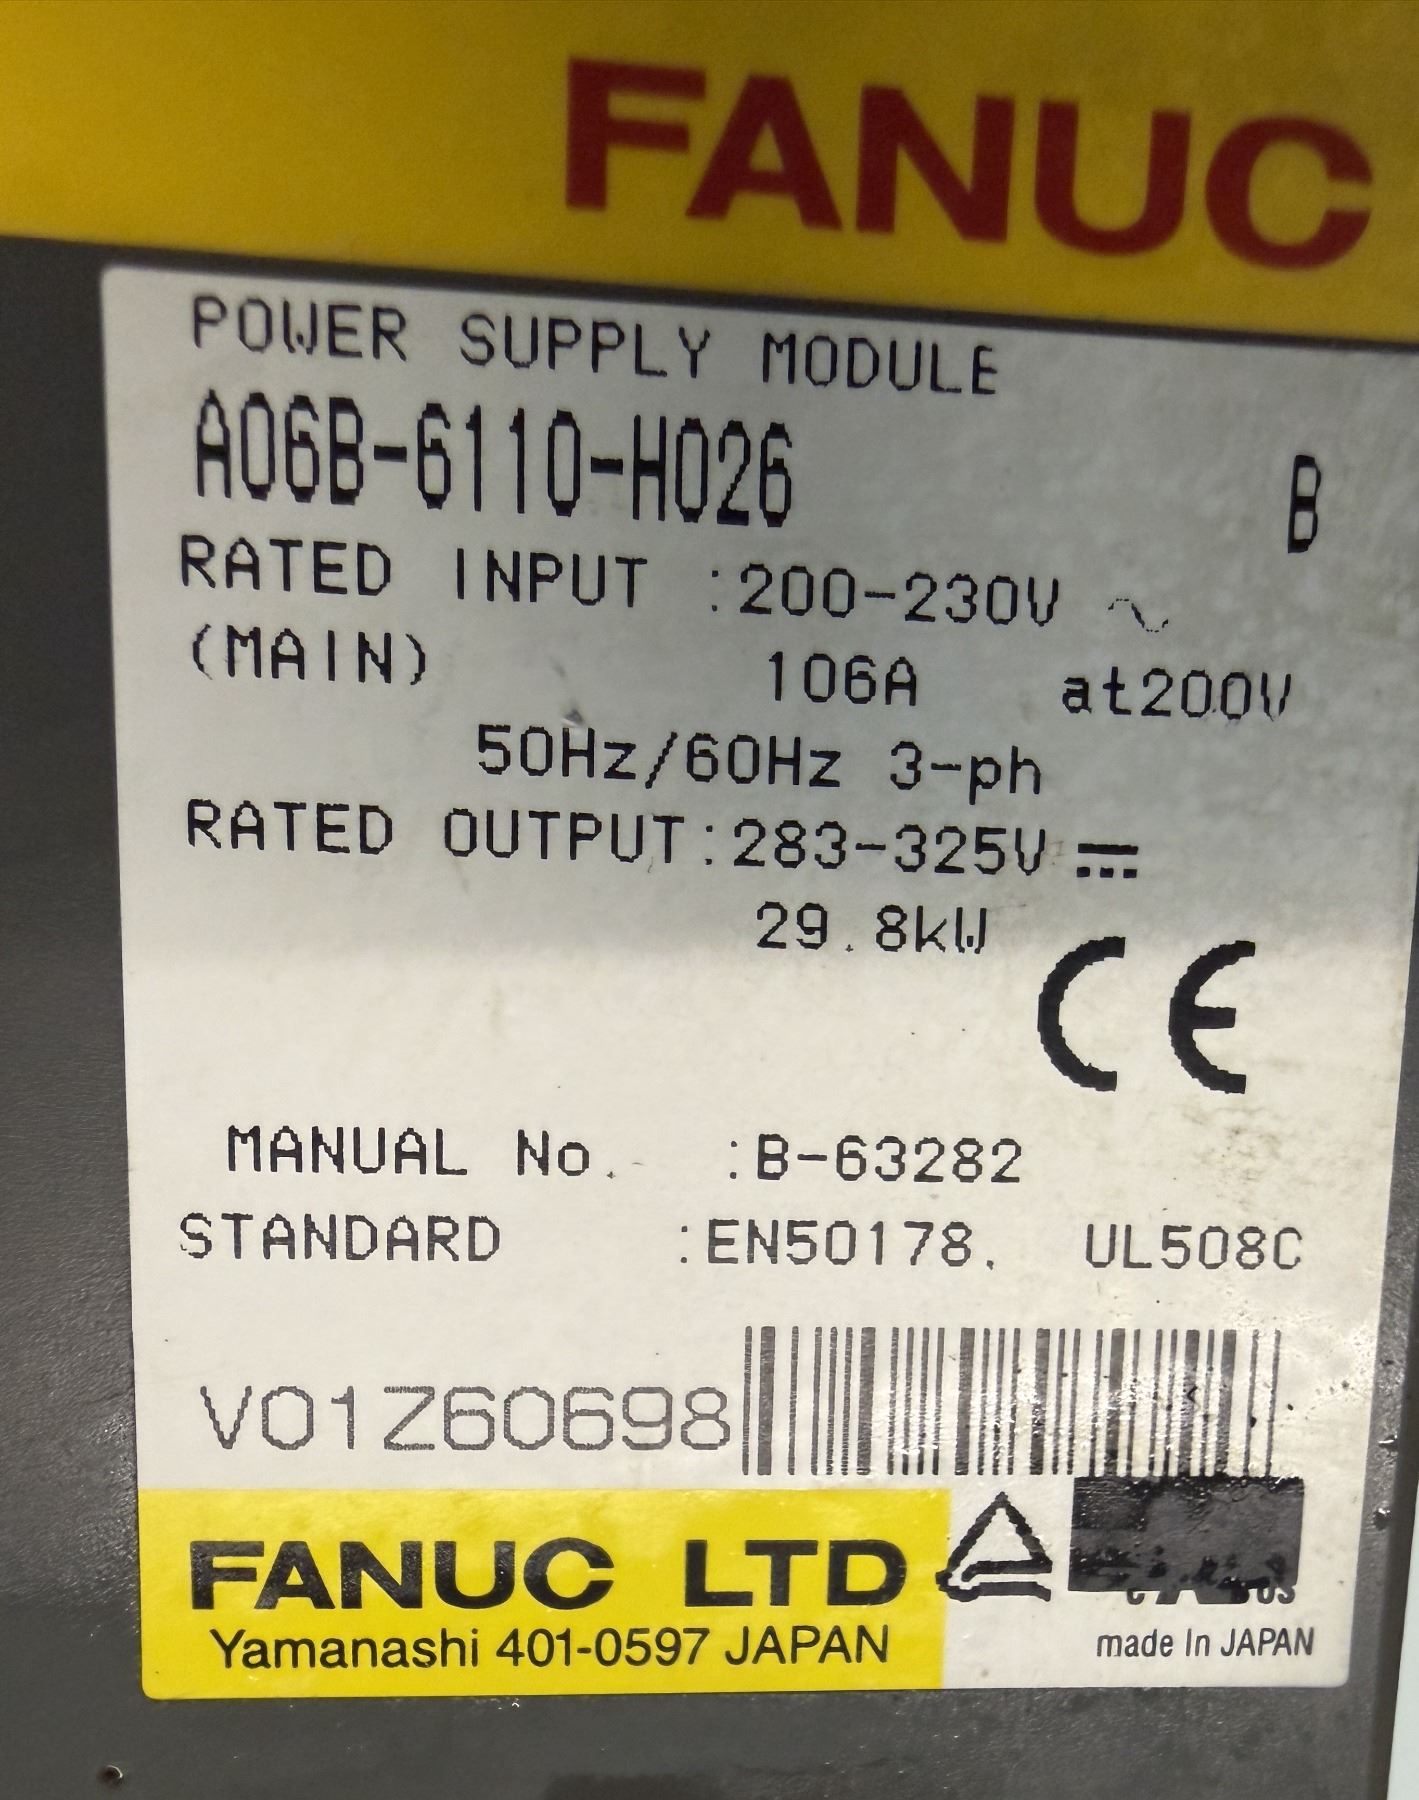 FANUC
POWER SUPPLY MODULE
A06B-6110-H026 B
RATED INPUT :200-230V ~
(MAIN) 106A at200V
50Hz/60Hz 3-ph
RATED OUTPUT:283-325V ⎓
29.8kW
CE
MANUAL No. :B-63282
STANDARD :EN50178, UL508C
V01Z60698
FANUC LTD
Yamanashi 401-0597 JAPAN
made In JAPAN